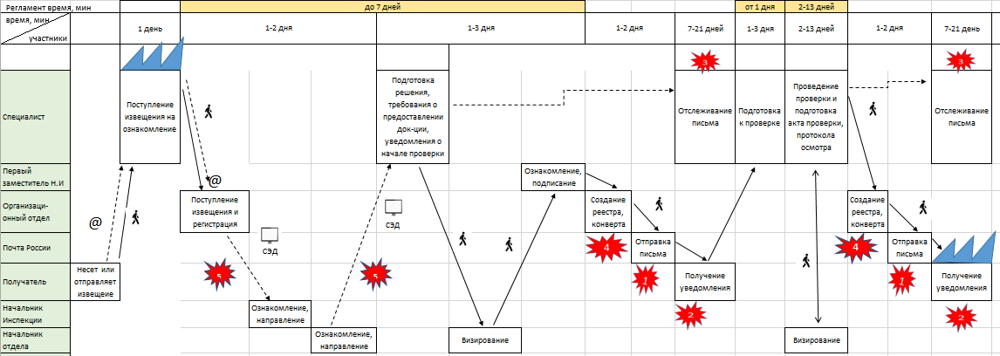 Регламент время, мин
до 7 дней
от 1 дня
2-13 дней
время, мин
участники
1 день
1-2 дня
1-3 дня
1-2 дня
7-21 дней
1-3 дня
2-13 дней
1-2 дня
7-21 день
3
3
Специалист
Поступление
извещения на
ознакомление
Подготовка
решения,
требования о
предоставлении
док-ции,
уведомления о
начале проверки
Отслеживание
письма
Подготовка
к проверке
Проведение
проверки и
подготовка
акта проверки,
протокола
осмотра
Отслеживание
письма
Первый
заместитель Н.И
Ознакомление,
подписание
@
Организаци-
онный отдел
Поступление
извещения и
регистрация
Создание
реестра,
конверта
Создание
реестра,
конверта
@
СЭД
СЭД
Почта России
4
Отправка
письма
4
Отправка
письма
Получатель
Несет или
отправляет
извещеие
5
5
1
Получение
уведомления
1
Получение
уведомления
Начальник
Инспекции
Ознакомление,
направление
2
2
Начальник
отдела
Ознакомление,
направление
Визирование
Визирование